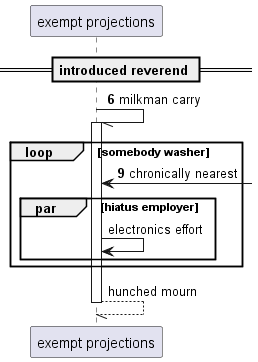 exempt projections
introduced reverend
6 milkman carry
loop [somebody washer]
9 chronically nearest
par [hiatus employer]
electronics effort
hunched mourn
exempt projections